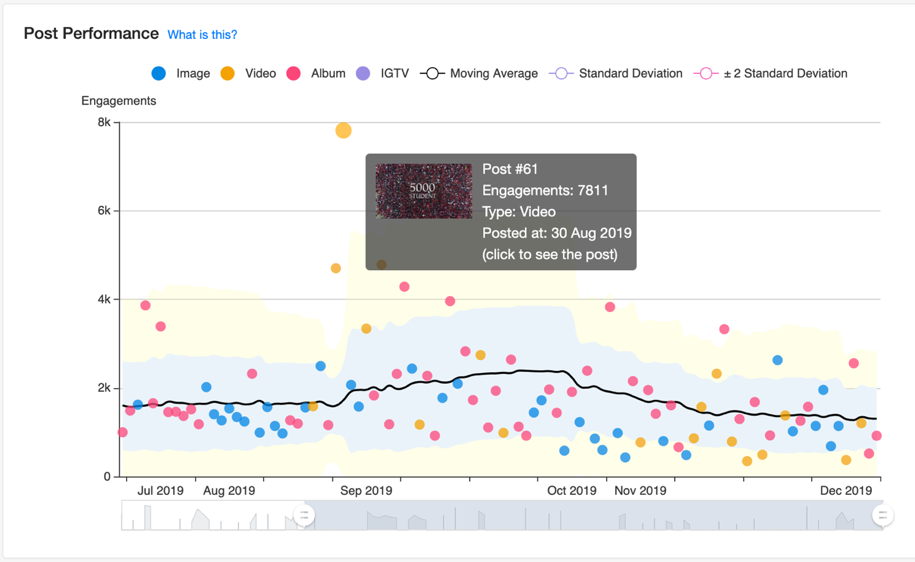 Post Performance What is this?
Image Video Album IGTV Moving Average Standard Deviation ± 2 Standard Deviation
Engagements
8k
6k
4k
2k
0
Post #61
Engagements: 7811
Type: Video
Posted at: 30 Aug 2019
(click to see the post)
5000
STUDENT
Jul 2019 Aug 2019 Sep 2019 Oct 2019 Nov 2019 Dec 2019